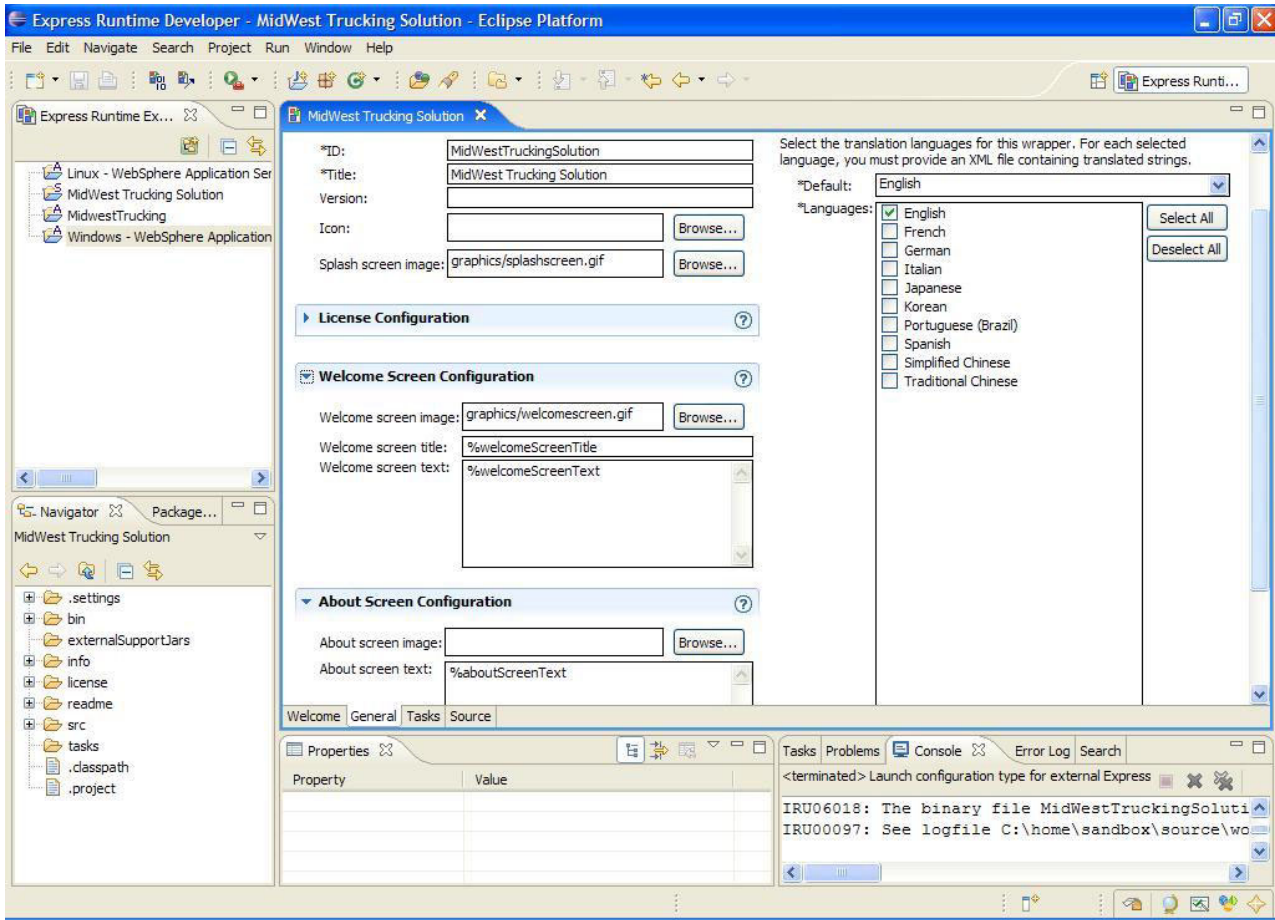 Express Runtime Developer - MidWest Trucking Solution - Eclipse Platform
File Edit Navigate Search Project Run Window Help
Express Runti...
Express Runtime Ex...
Linux - WebSphere Application Ser
MidWest Trucking Solution
MidwestTrucking
Windows - WebSphere Application
Navigator Package...
MidWest Trucking Solution
.settings
bin
externalSupportJars
info
license
readme
src
tasks
.classpath
.project
MidWest Trucking Solution
*ID: MidWestTruckingSolution
*Title: MidWest Trucking Solution
Version:
Icon: Browse...
Splash screen image: graphics/splashscreen.gif Browse...
License Configuration ?
Welcome Screen Configuration ?
Welcome screen image: graphics/welcomescreen.gif Browse...
Welcome screen title: %welcomeScreenTitle
Welcome screen text: %welcomeScreenText
About Screen Configuration ?
About screen image: Browse...
About screen text: %aboutScreenText
Select the translation languages for this wrapper. For each selected
language, you must provide an XML file containing translated strings.
*Default: English
*Languages: English Select All
French
German Deselect All
Italian
Japanese
Korean
Portuguese (Brazil)
Spanish
Simplified Chinese
Traditional Chinese
Welcome General Tasks Source
Properties
Property Value
Tasks Problems Console Error Log Search
<terminated> Launch configuration type for external Express
IRU06018: The binary file MidWestTruckingSoluti
IRU00097: See logfile C:\home\sandbox\source\wo